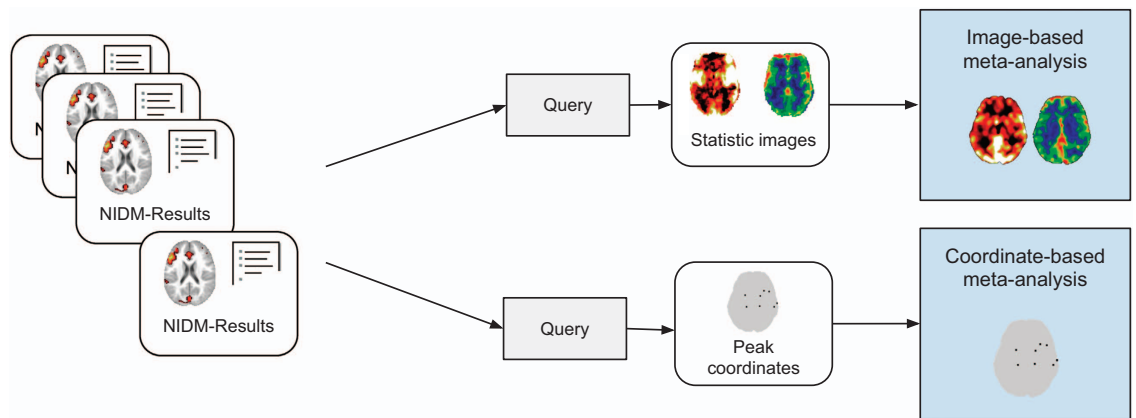 N
N
NIDM-Results
NIDM-Results
Query
Statistic images
Image-based
meta-analysis
Query
Peak
coordinates
Coordinate-based
meta-analysis